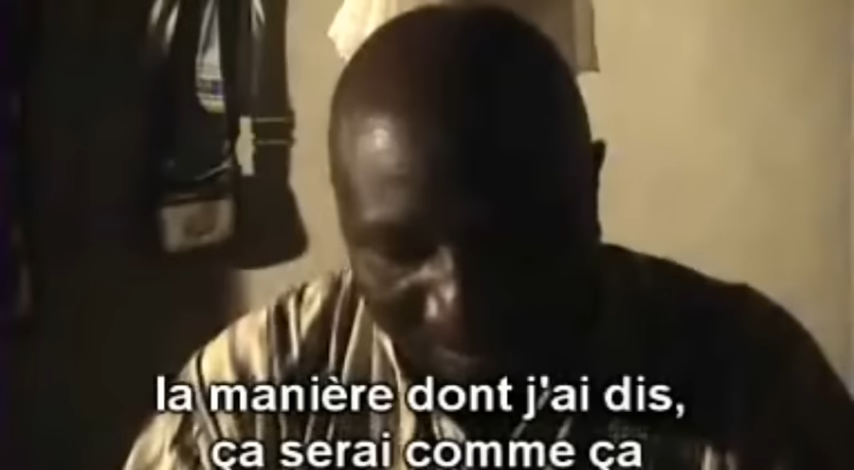 la manière dont j'ai dis,
ça serai comme ça